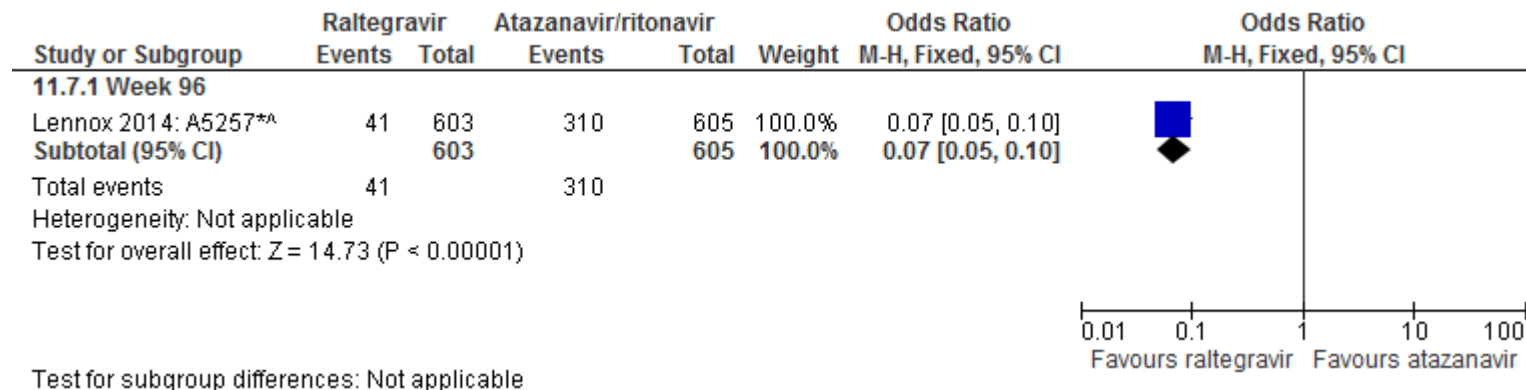 Raltegravir Atazanavir/ritonavir Odds Ratio Odds Ratio
Study or Subgroup Events Total Events Total Weight M-H, Fixed, 95% CI M-H, Fixed, 95% CI
11.7.1 Week 96
Lennox 2014: A5257*^ 41 603 310 605 100.0% 0.07 [0.05, 0.10]
Subtotal (95% CI) 603 605 100.0% 0.07 [0.05, 0.10]
Total events 41 310
Heterogeneity: Not applicable
Test for overall effect: Z = 14.73 (P < 0.00001)
0.01 0.1 1 10 100
Favours raltegravir Favours atazanavir
Test for subgroup differences: Not applicable